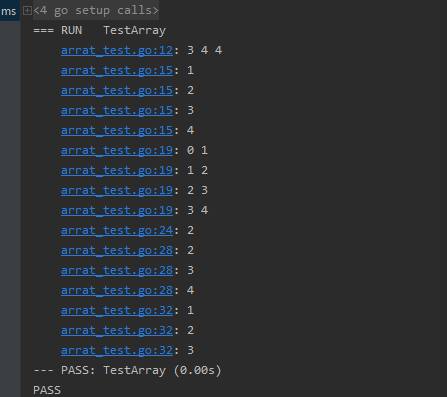 ms <4 go setup calls>
=== RUN   TestArray
    arrat_test.go:12: 3 4 4
    arrat_test.go:15: 1
    arrat_test.go:15: 2
    arrat_test.go:15: 3
    arrat_test.go:15: 4
    arrat_test.go:19: 0 1
    arrat_test.go:19: 1 2
    arrat_test.go:19: 2 3
    arrat_test.go:19: 3 4
    arrat_test.go:24: 2
    arrat_test.go:28: 2
    arrat_test.go:28: 3
    arrat_test.go:28: 4
    arrat_test.go:32: 1
    arrat_test.go:32: 2
    arrat_test.go:32: 3
--- PASS: TestArray (0.00s)
PASS